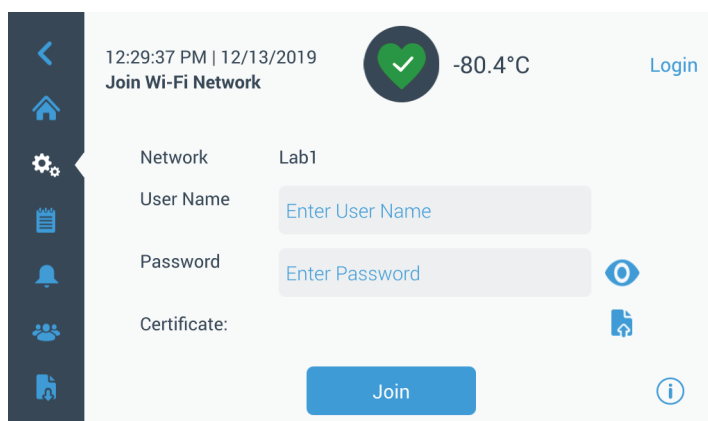 12:29:37 PM | 12/13/2019
Join Wi-Fi Network
-80.4°C
Login
Network Lab1
User Name Enter User Name
Password Enter Password
Certificate:
Join